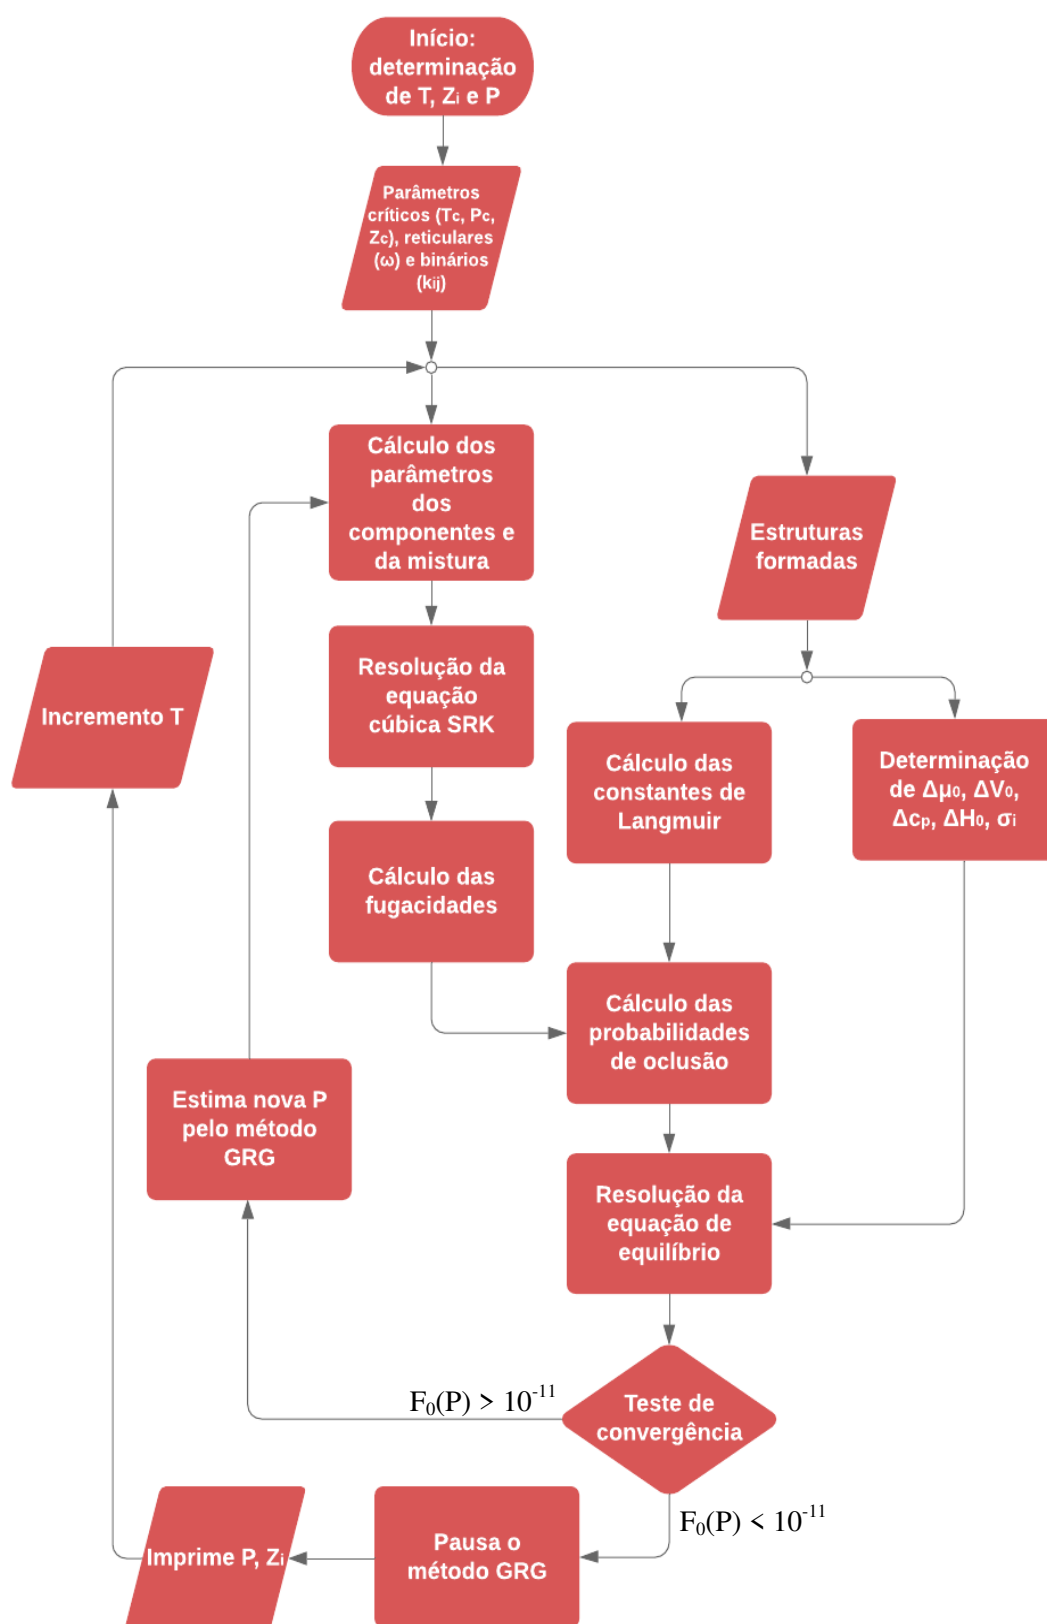 Início:
determinação
de T, Zi e P
Parâmetros
críticos (Tc, Pc,
Zc), reticulares
(ω) e binários
(kij)
Cálculo dos
parâmetros
dos
componentes e
da mistura
Estruturas
formadas
Resolução da
equação
cúbica SRK
Incremento T
Cálculo das
constantes de
Langmuir
Determinação
de Δμ₀, ΔV₀,
Δcp, ΔH₀, σi
Cálculo das
fugacidades
Cálculo das
probabilidades
de oclusão
Estima nova P
pelo método
GRG
Resolução da
equação de
equilíbrio
F₀(P) > 10⁻¹¹
Teste de
convergência
F₀(P) < 10⁻¹¹
Pausa o
método GRG
Imprime P, Zi